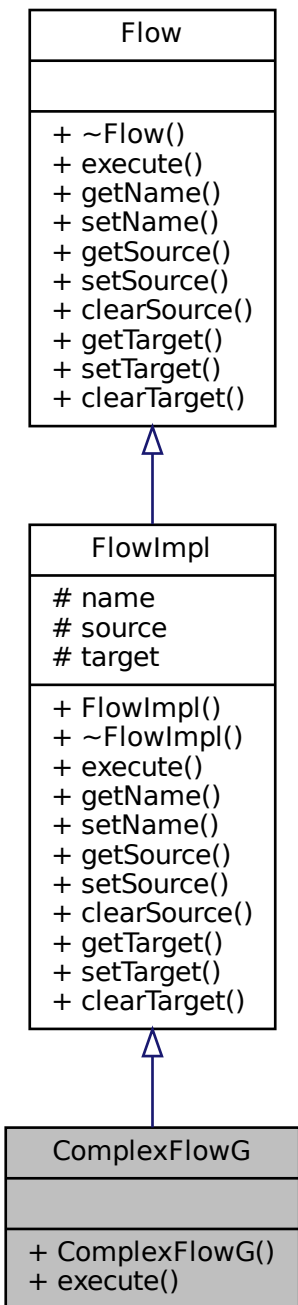 Flow
+ ~Flow()
+ execute()
+ getName()
+ setName()
+ getSource()
+ setSource()
+ clearSource()
+ getTarget()
+ setTarget()
+ clearTarget()
FlowImpl
# name
# source
# target
+ FlowImpl()
+ ~FlowImpl()
+ execute()
+ getName()
+ setName()
+ getSource()
+ setSource()
+ clearSource()
+ getTarget()
+ setTarget()
+ clearTarget()
ComplexFlowG
+ ComplexFlowG()
+ execute()